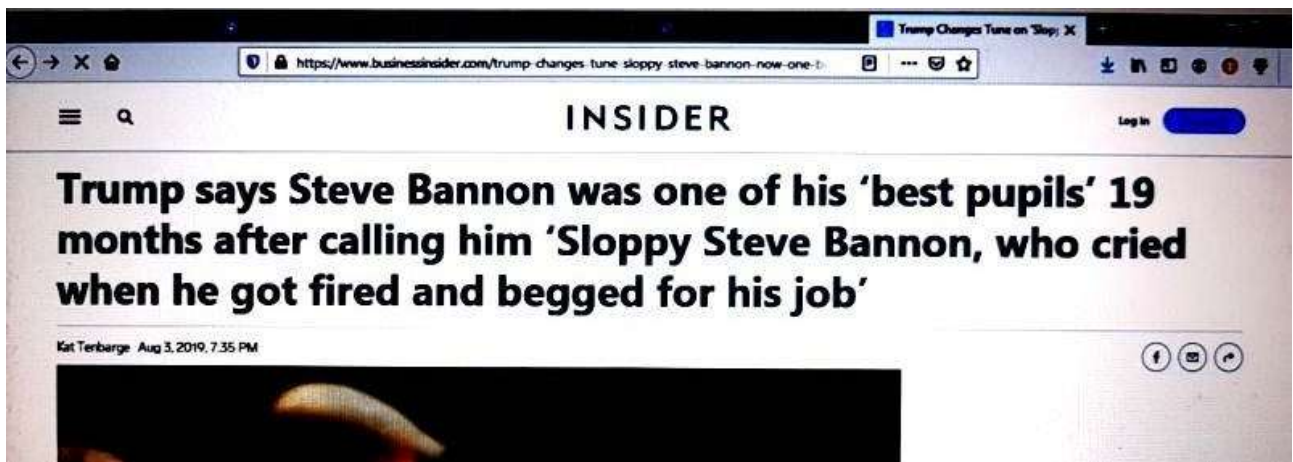 Trump Changes Tune on 'Slop
https://www.businessinsider.com/trump-changes-tune-sloppy-steve-bannon-now-one-b
INSIDER
Log in
Trump says Steve Bannon was one of his ‘best pupils’ 19
months after calling him ‘Sloppy Steve Bannon, who cried
when he got fired and begged for his job’
Kat Tenbarge Aug 3, 2019, 7:35 PM